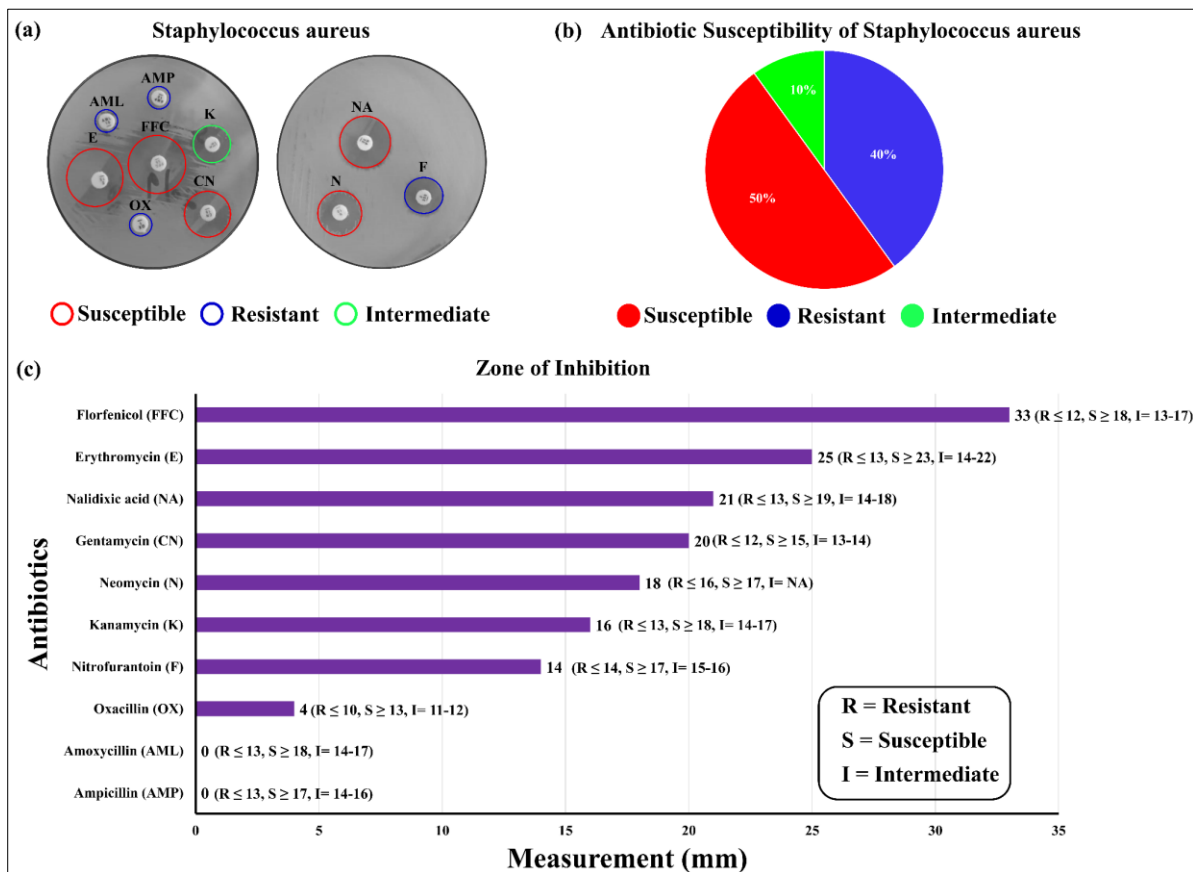 (a)
Staphylococcus aureus
AMP
AML
K
E
FFC
CN
OX
NA
F
N
Susceptible
Resistant
Intermediate
(b)
Antibiotic Susceptibility of Staphylococcus aureus
10%
40%
50%
Susceptible
Resistant
Intermediate
(c)
Zone of Inhibition
Antibiotics
Florfenicol (FFC)
33 (R ≤ 12, S ≥ 18, I= 13-17)
Erythromycin (E)
25 (R ≤ 13, S ≥ 23, I= 14-22)
Nalidixic acid (NA)
21 (R ≤ 13, S ≥ 19, I= 14-18)
Gentamycin (CN)
20 (R ≤ 12, S ≥ 15, I= 13-14)
Neomycin (N)
18 (R ≤ 16, S ≥ 17, I= NA)
Kanamycin (K)
16 (R ≤ 13, S ≥ 18, I= 14-17)
Nitrofurantoin (F)
14 (R ≤ 14, S ≥ 17, I= 15-16)
Oxacillin (OX)
4 (R ≤ 10, S ≥ 13, I= 11-12)
Amoxycillin (AML)
0 (R ≤ 13, S ≥ 18, I= 14-17)
Ampicillin (AMP)
0 (R ≤ 13, S ≥ 17, I= 14-16)
R = Resistant
S = Susceptible
I = Intermediate
0 5 10 15 20 25 30 35
Measurement (mm)